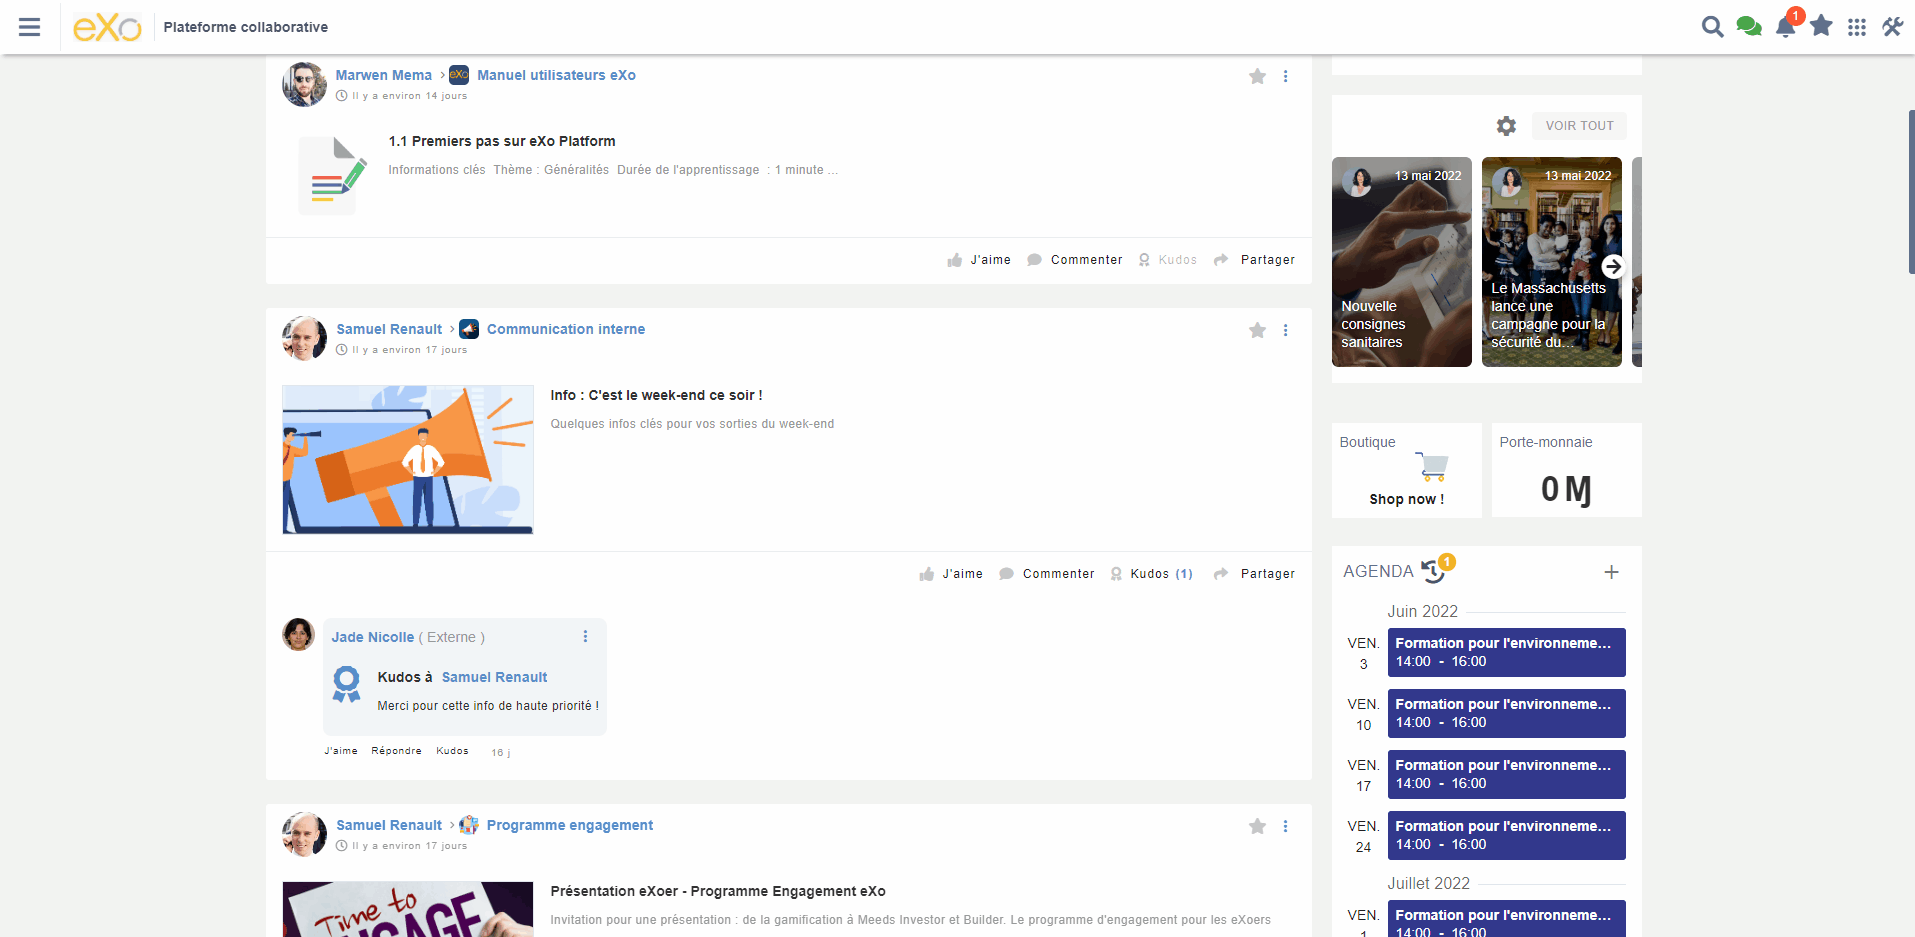 eXo
Plateforme collaborative
1
Marwen Mema > eXo Manuel utilisateurs eXo
Il y a environ 14 jours
1.1 Premiers pas sur eXo Platform
Informations clés Thème : Généralités Durée de l'apprentissage : 1 minute ...
J'aime Commenter Kudos Partager
Samuel Renault > Communication interne
Il y a environ 17 jours
Info : C'est le week-end ce soir !
Quelques infos clés pour vos sorties du week-end
J'aime Commenter Kudos (1) Partager
Jade Nicolle ( Externe )
Kudos à Samuel Renault
Merci pour cette info de haute priorité !
J'aime Répondre Kudos 16 j
Samuel Renault > Programme engagement
Il y a environ 17 jours
Time to
ENGAGE
Présentation eXoer - Programme Engagement eXo
Invitation pour une présentation : de la gamification à Meeds Investor et Builder. Le programme d'engagement pour les eXoers
VOIR TOUT
13 mai 2022
Nouvelle
consignes
sanitaires
13 mai 2022
Le Massachusetts
lance une
campagne pour la
sécurité du...
Boutique
Shop now !
Porte-monnaie
0 M
AGENDA 1
Juin 2022
VEN.
3
Formation pour l'environneme...
14:00 - 16:00
VEN.
10
Formation pour l'environneme...
14:00 - 16:00
VEN.
17
Formation pour l'environneme...
14:00 - 16:00
VEN.
24
Formation pour l'environneme...
14:00 - 16:00
Juillet 2022
VEN.
1
Formation pour l'environneme...
14:00 - 16:00